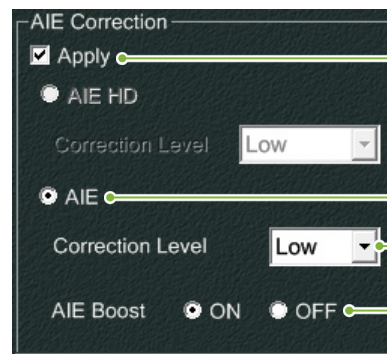 AIE Correction
Apply
AIE HD
Correction Level Low
AIE
Correction Level Low
AIE Boost ON OFF